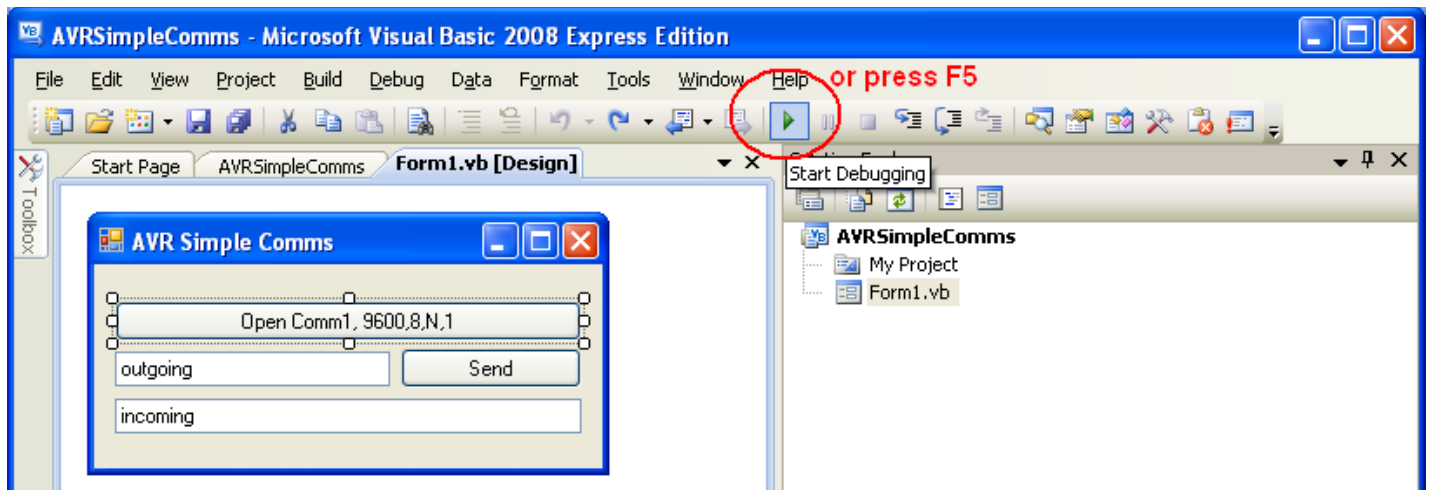 AVRSimpleComms - Microsoft Visual Basic 2008 Express Edition
File Edit View Project Build Debug Data Format Tools Window Help or press F5
Start Page AVRSimpleComms Form1.vb [Design]
Start Debugging
Toolbox
AVR Simple Comms
AVRSimpleComms
My Project
Form1.vb
Open Comm1, 9600,8,N,1
outgoing Send
incoming